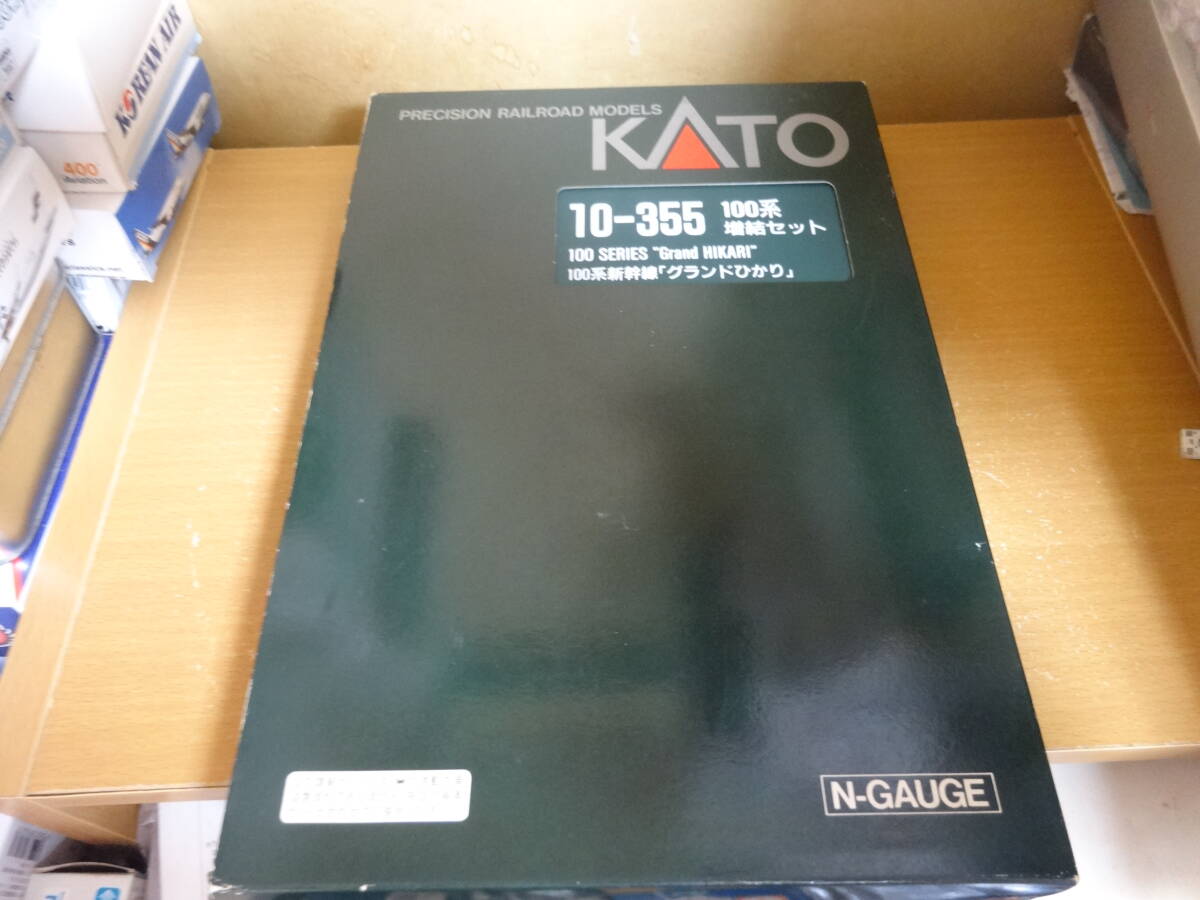 KOREAN AIR
400
aviation
PRECISION RAILROAD MODELS
KATO
10-355
100系
増結セット
100 SERIES "Grand HIKARI"
100系新幹線「グランドひかり」
N-GAUGE